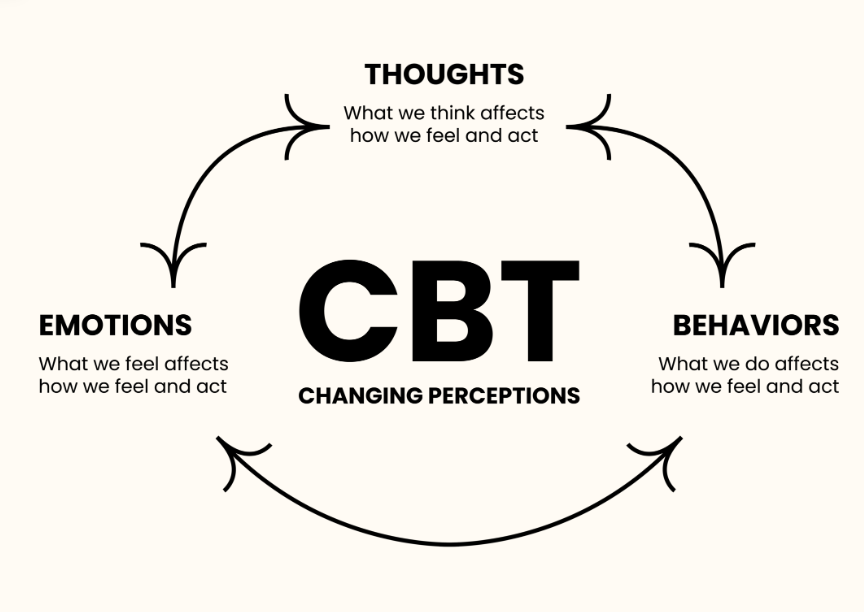 THOUGHTS
What we think affects
how we feel and act
CBT
CHANGING PERCEPTIONS
EMOTIONS
What we feel affects
how we feel and act
BEHAVIORS
What we do affects
how we feel and act